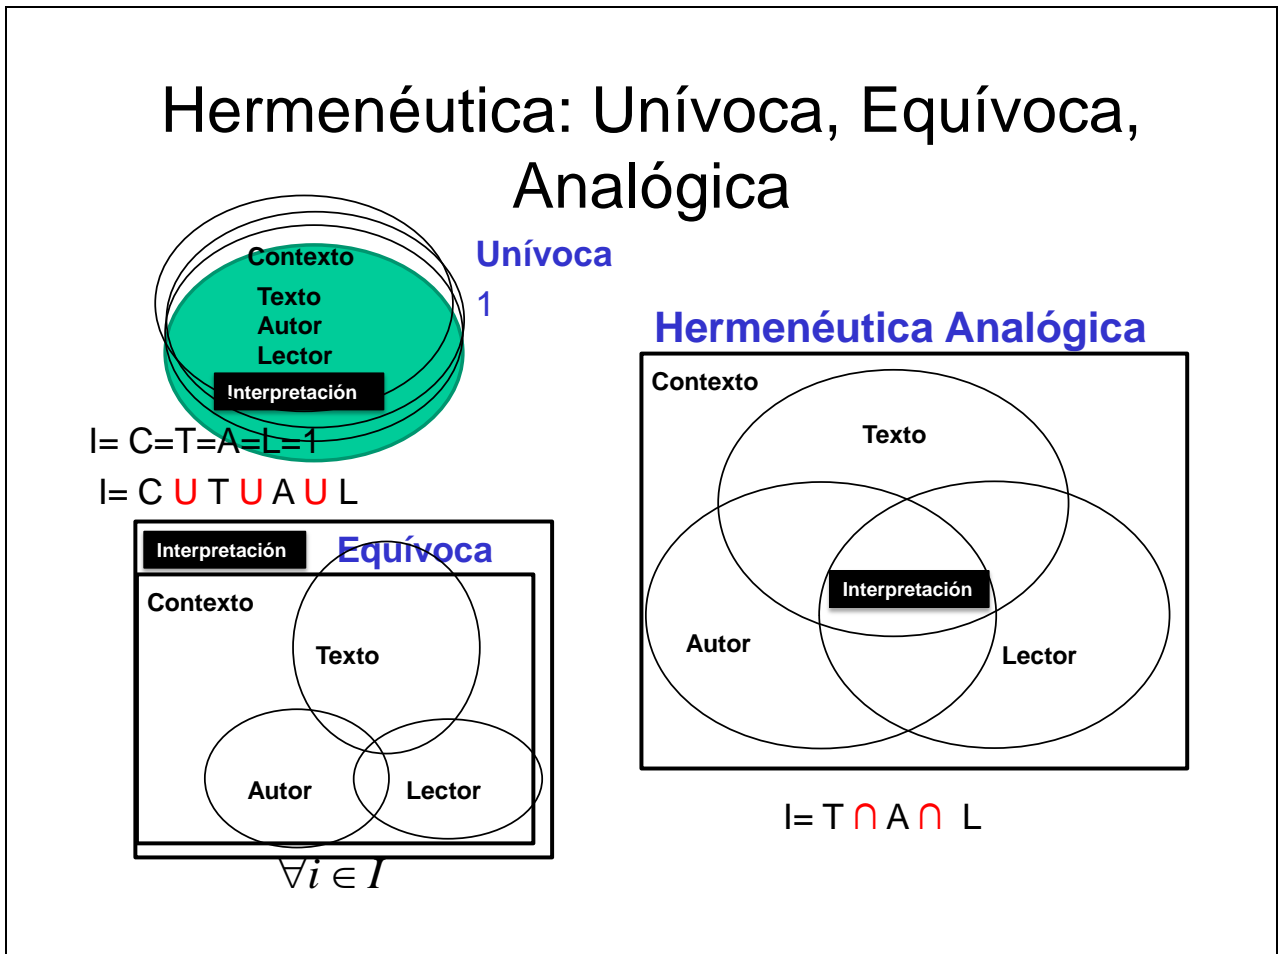 Hermenéutica: Unívoca, Equívoca,
Analógica
Contexto
Texto
Autor
Lector
Interpretación
Unívoca
1
I= C=T=A=L=1
I= C ∪ T ∪ A ∪ L
Interpretación
Equívoca
Contexto
Texto
Autor
Lector
∀i ∈ I
Hermenéutica Analógica
Contexto
Texto
Interpretación
Autor
Lector
I= T ∩ A ∩ L